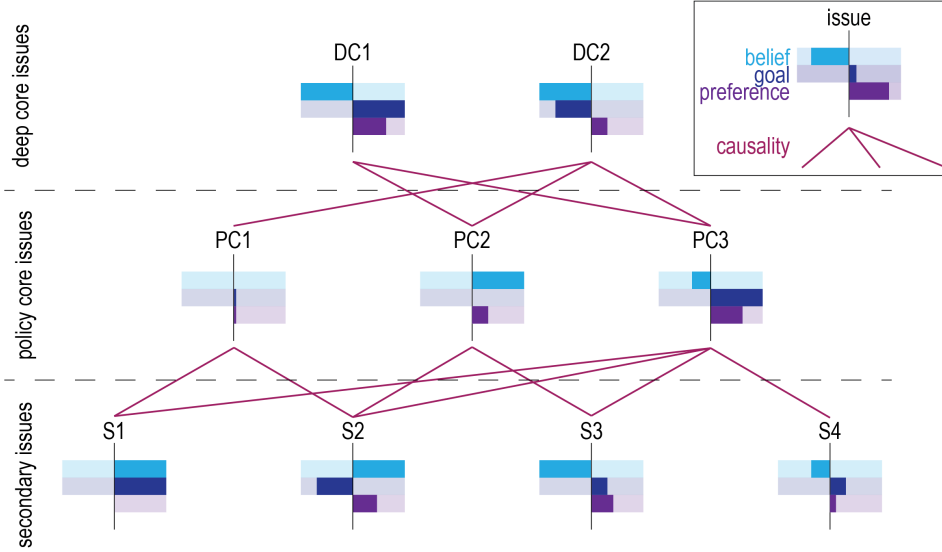 issue
belief
goal
preference
causality
deep core issues
DC1
DC2
policy core issues
PC1
PC2
PC3
secondary issues
S1
S2
S3
S4